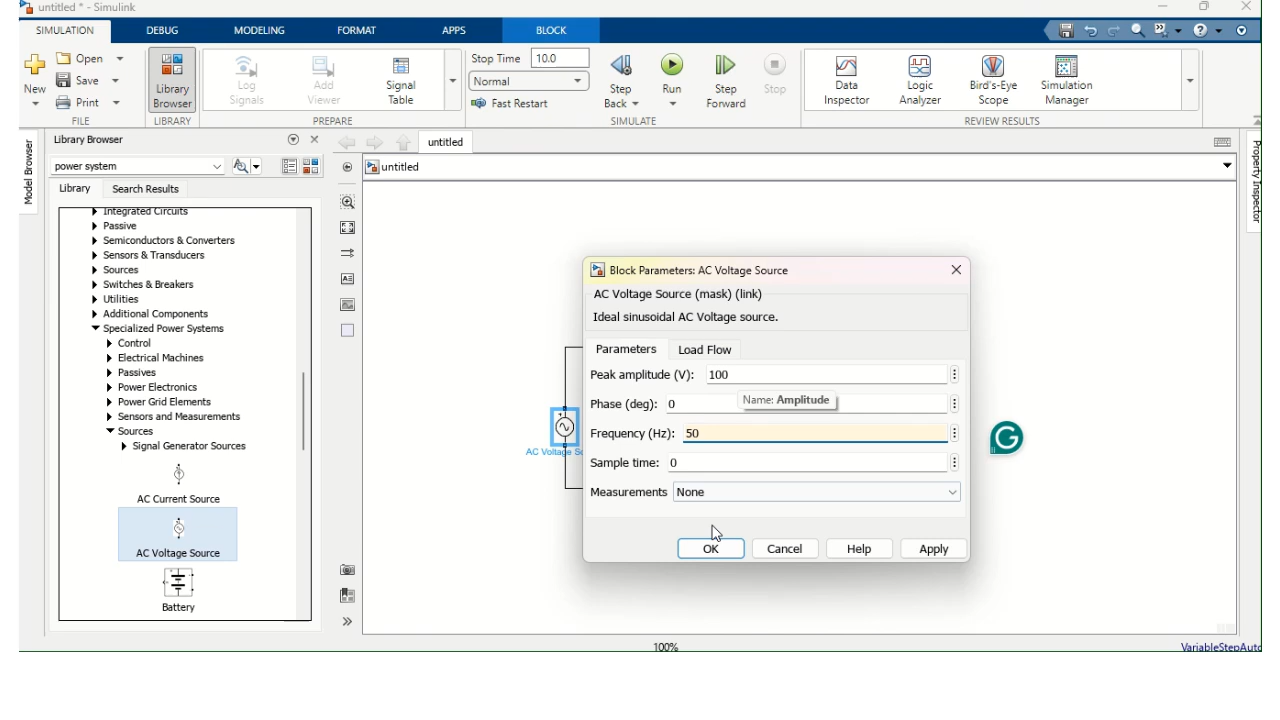 untitled * - Simulink
SIMULATION DEBUG MODELING FORMAT APPS BLOCK
New
Open
Save
Print
FILE
Library Browser
LIBRARY
Log Signals
Add Viewer
Signal Table
PREPARE
Stop Time 10.0
Normal
Fast Restart
Step Back
Run
Step Forward
Stop
SIMULATE
Data Inspector
Logic Analyzer
Bird's-Eye Scope
Simulation Manager
REVIEW RESULTS
Model Browser
Library Browser
power system
Library Search Results
Integrated Circuits
Passive
Semiconductors & Converters
Sensors & Transducers
Sources
Switches & Breakers
Utilities
Additional Components
Specialized Power Systems
Control
Electrical Machines
Passives
Power Electronics
Power Grid Elements
Sensors and Measurements
Sources
Signal Generator Sources
AC Current Source
AC Voltage Source
Battery
untitled
untitled
AC Voltage So
Block Parameters: AC Voltage Source
AC Voltage Source (mask) (link)
Ideal sinusoidal AC Voltage source.
Parameters Load Flow
Peak amplitude (V): 100
Phase (deg): 0
Name: Amplitude
Frequency (Hz): 50
Sample time: 0
Measurements None
OK Cancel Help Apply
Property Inspector
100%
VariableStepAuto